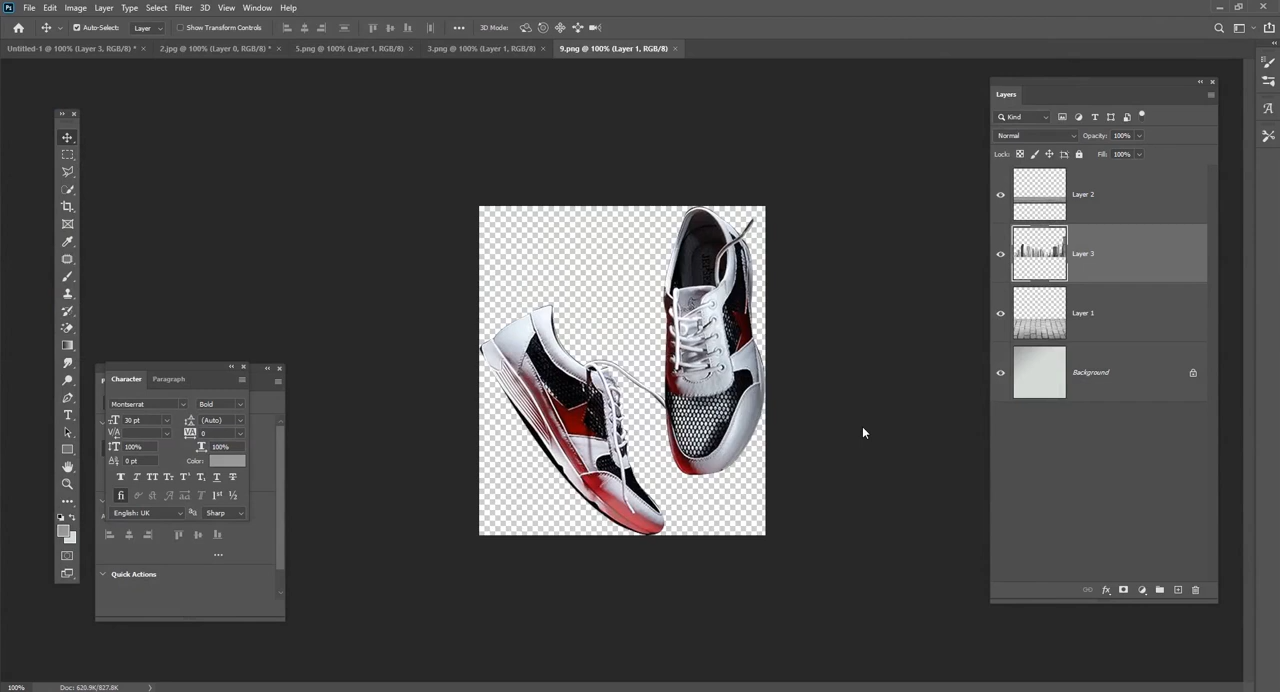 Ps File Edit Image Layer Type Select Filter 3D View Window Help
Auto-Select: Layer Show Transform Controls 3D Mode:
Untitled-1 @ 100% (Layer 3, RGB/8) * × 2.jpg @ 100% (Layer 0, RGB/8) * × 5.png @ 100% (Layer 1, RGB/8) × 3.png @ 100% (Layer 1, RGB/8) × 9.png @ 100% (Layer 1, RGB/8) ×
Layers
Kind
Normal Opacity: 100%
Lock: Fill: 100%
Layer 2
Layer 3
Layer 1
Background
Character Paragraph
Montserrat Bold
30 pt (Auto)
0
100% 100%
0 pt Color:
English: UK Sharp
Quick Actions
100% Doc: 620.9K/827.8K